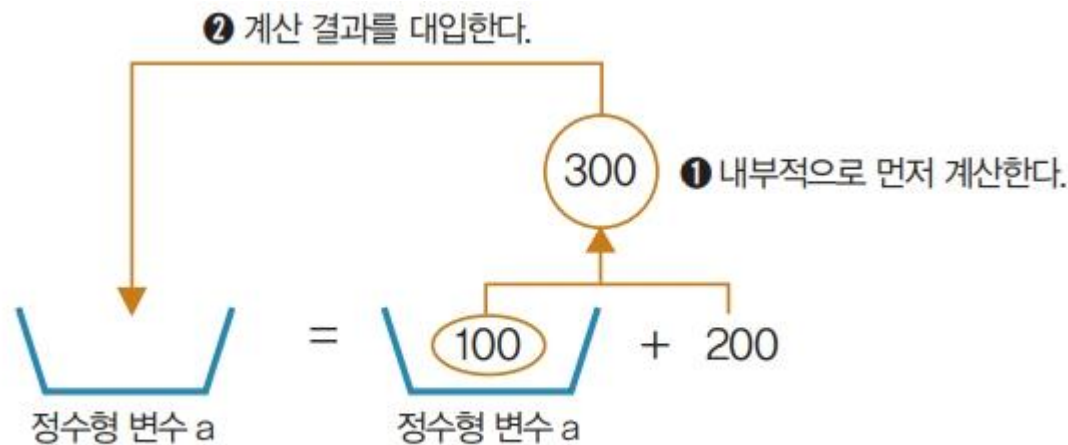 ❷ 계산 결과를 대입한다.
300 ❶ 내부적으로 먼저 계산한다.
= 100 + 200
정수형 변수 a 정수형 변수 a